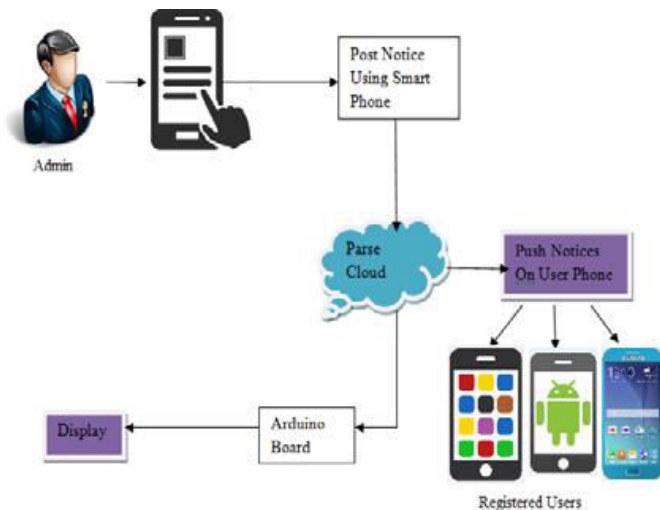 Post Notice
Using Smart
Phone
Admin
Parse
Cloud
Push Notices
On User Phone
Display
Arduino
Board
Registered Users